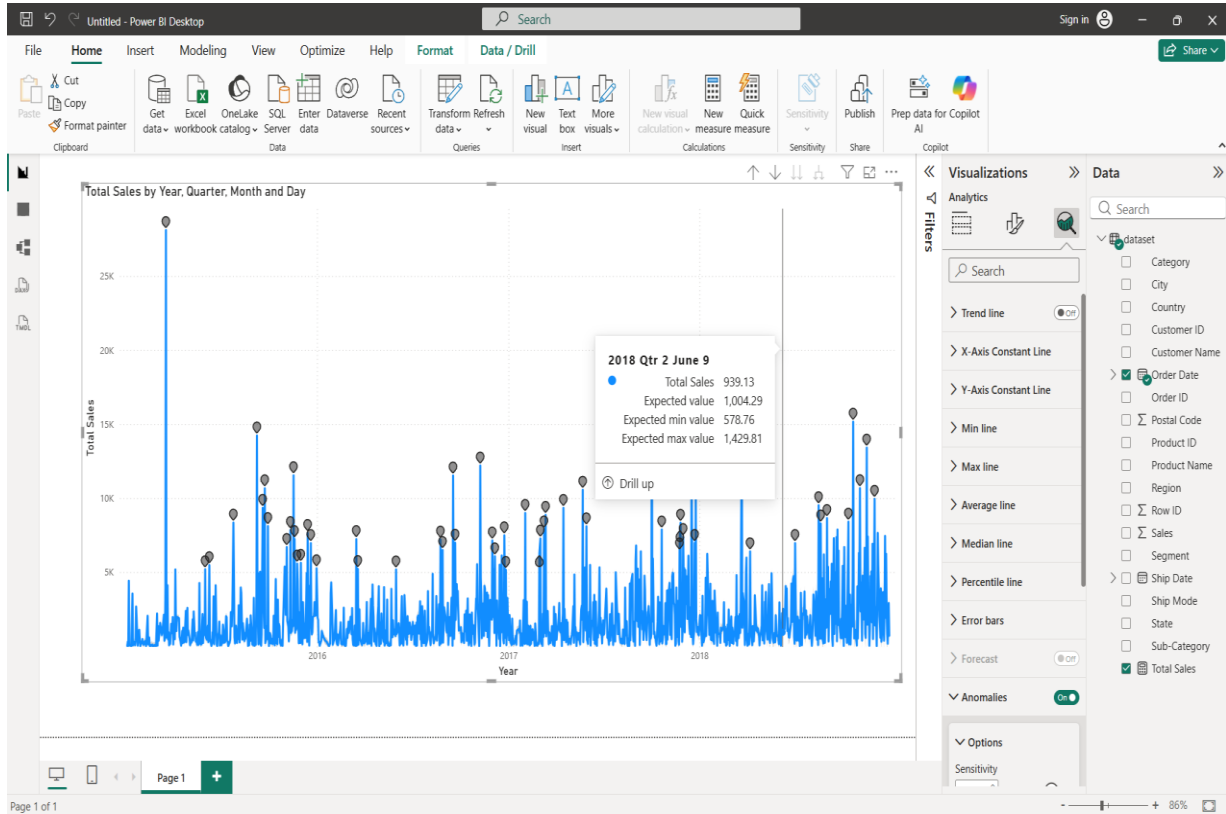 Untitled - Power BI Desktop
Search
Sign in
File Home Insert Modeling View Optimize Help Format Data / Drill
Share
Paste
Cut
Copy
Format painter
Clipboard
Get data
Excel workbook
OneLake catalog
SQL Server
Enter data
Dataverse
Recent sources
Data
Transform data
Refresh
Queries
New visual
Text box
More visuals
Insert
New visual calculation
New measure
Quick measure
Calculations
Sensitivity
Sensitivity
Publish
Share
Prep data for AI
Copilot
Copilot
DAX
TMDL
Total Sales by Year, Quarter, Month and Day
25K
20K
15K
10K
5K
Total Sales
2016 2017 2018
Year
2018 Qtr 2 June 9
Total Sales 939.13
Expected value 1,004.29
Expected min value 578.76
Expected max value 1,429.81
Drill up
Filters
Visualizations
Analytics
Search
Trend line Off
X-Axis Constant Line
Y-Axis Constant Line
Min line
Max line
Average line
Median line
Percentile line
Error bars
Forecast Off
Anomalies On
Options
Sensitivity
Data
Search
dataset
Category
City
Country
Customer ID
Customer Name
Order Date
Order ID
Postal Code
Product ID
Product Name
Region
Row ID
Sales
Segment
Ship Date
Ship Mode
State
Sub-Category
Total Sales
Page 1
Page 1 of 1
86%